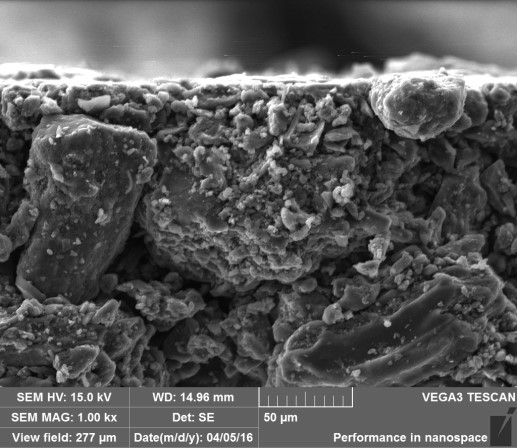 SEM HV: 15.0 kV WD: 14.96 mm VEGA3 TESCAN
SEM MAG: 1.00 kx Det: SE 50 µm
View field: 277 µm Date(m/d/y): 04/05/16 Performance in nanospace